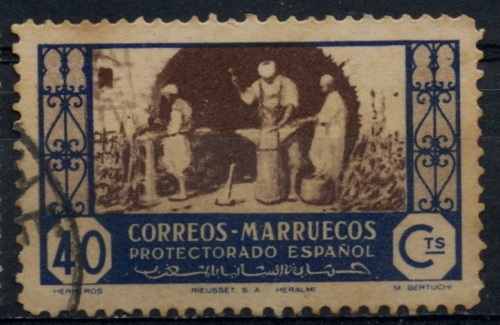 CORREOS-MARRUECOS
40 PROTECTORADO ESPAÑOL CTS
HERREROS RIEUSSET, S. A. HERALMI M. BERTUCHI